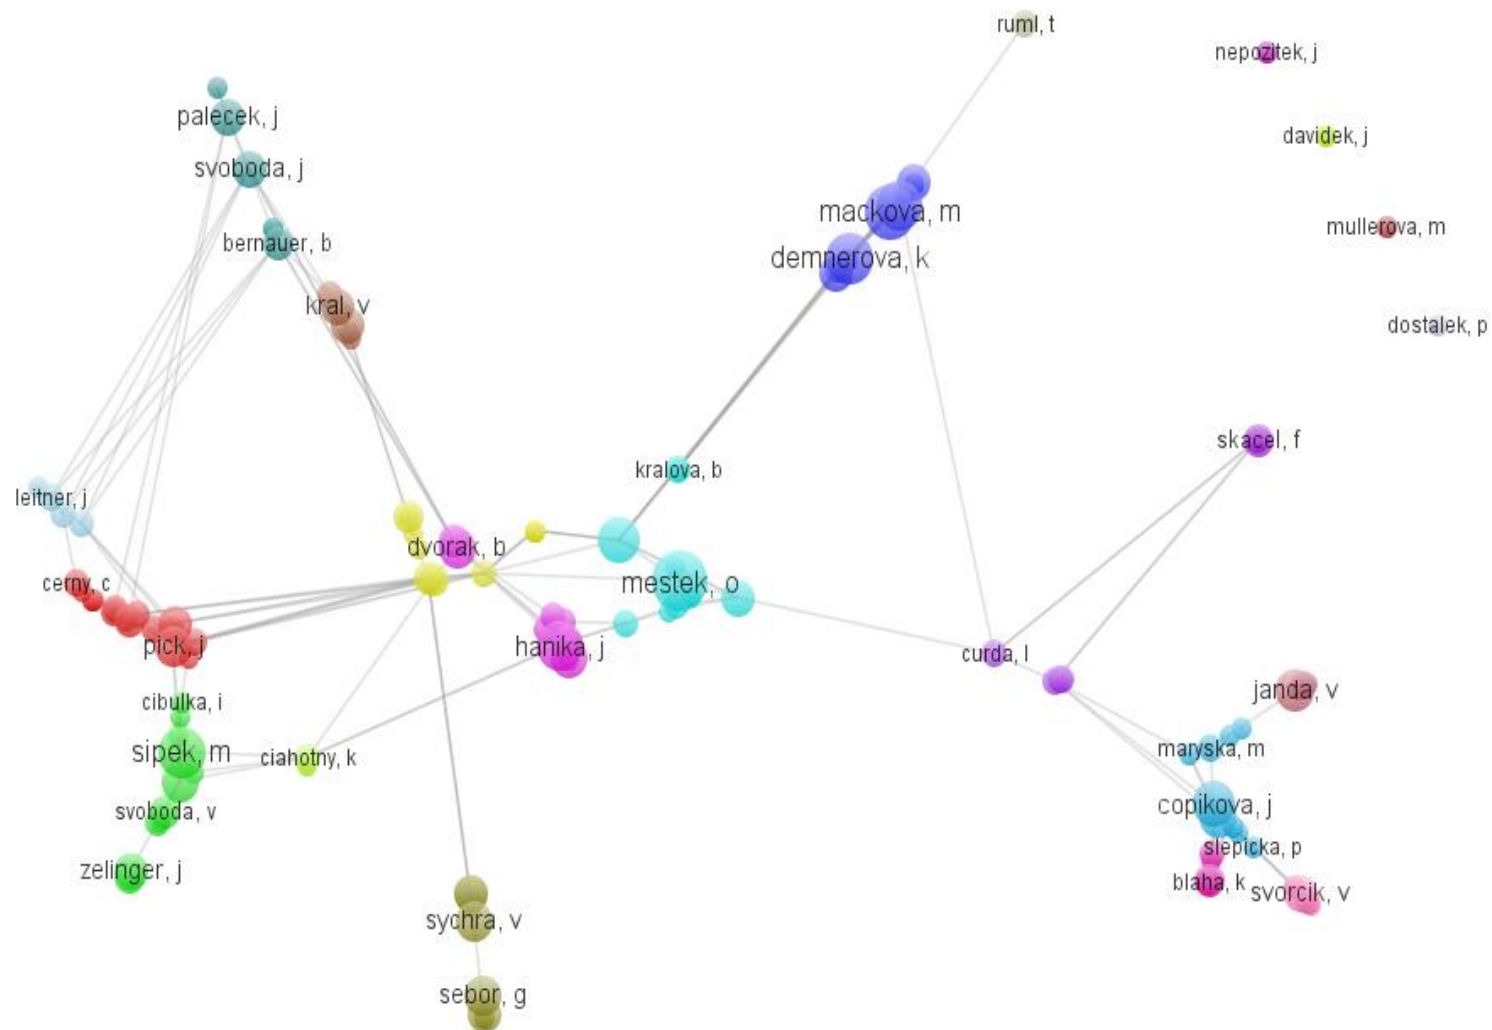 ruml, t
nepozitek, j
palecek, j
davidek, j
svoboda, j
mackova, m
mullerova, m
bernauer, b
demnerova, k
kral, v
dostalek, p
skacel, f
kralova, b
leitner, j
dvorak, b
cerny, c
mestek, o
pick, j
hanika, j
curda, l
janda, v
cibulka, i
sipek, m
ciahotny, k
maryska, m
copikova, j
svoboda, v
slepicka, p
zelinger, j
blaha, k
svorcik, v
sychra, v
sebor, g